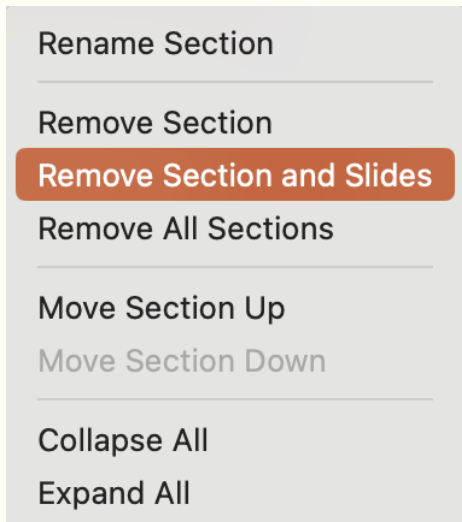 Rename Section
Remove Section
Remove Section and Slides
Remove All Sections
Move Section Up
Move Section Down
Collapse All
Expand All